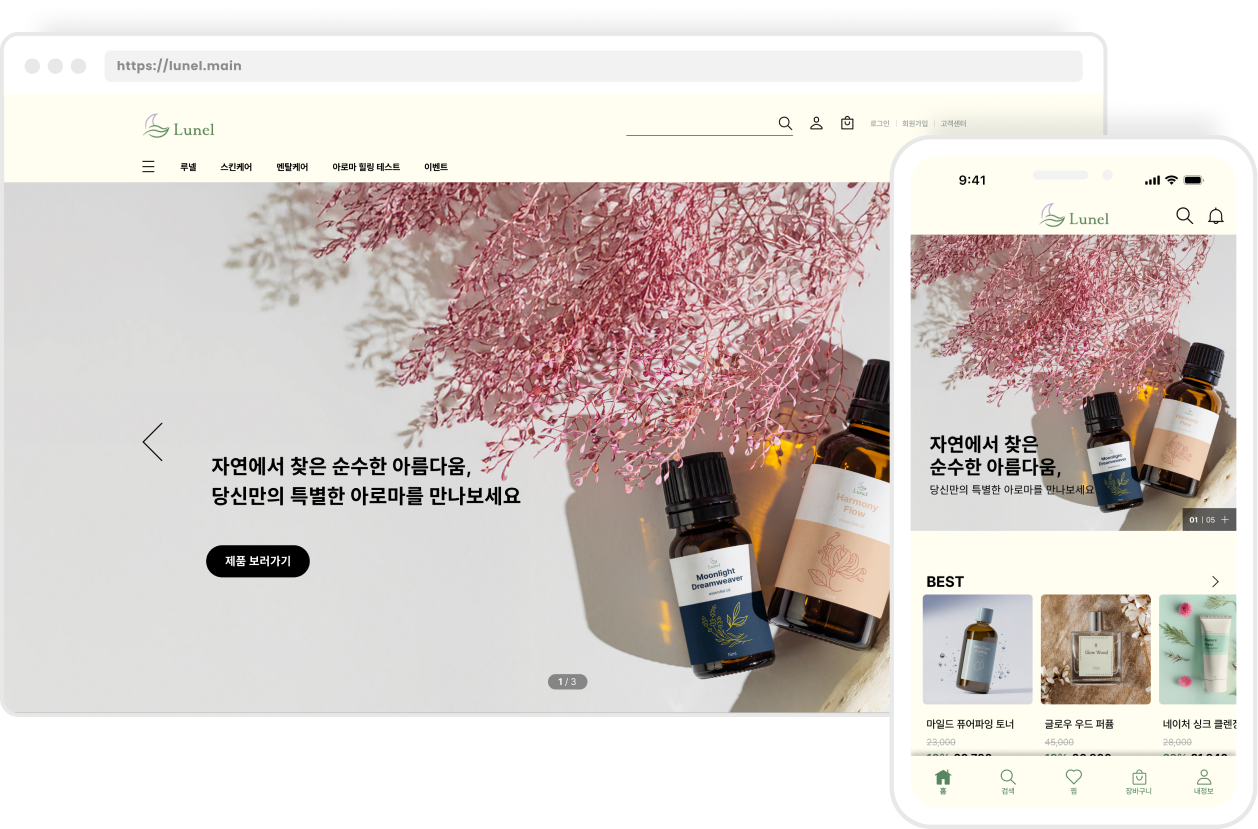 https://lunel.main
Lunel
로그인 | 회원가입 | 고객센터
루넬 스킨케어 멘탈케어 아로마 힐링 테스트 이벤트
자연에서 찾은 순수한 아름다움,
당신만의 특별한 아로마를 만나보세요
제품 보러가기
Lunel
Harmony
Flow
essential oil
Moonlight
Dreamweaver
essential oil
1 / 3
9:41
Lunel
Harmony
Flow
Moonlight
Dreamweaver
자연에서 찾은
순수한 아름다움,
당신만의 특별한 아로마를 만나보세요
01 | 05 +
BEST
Glow Wood
마일드 퓨어파잉 토너
글로우 우드 퍼퓸
네이처 싱크 클렌징
23,000
45,000
28,000
홈
검색
찜
장바구니
내정보